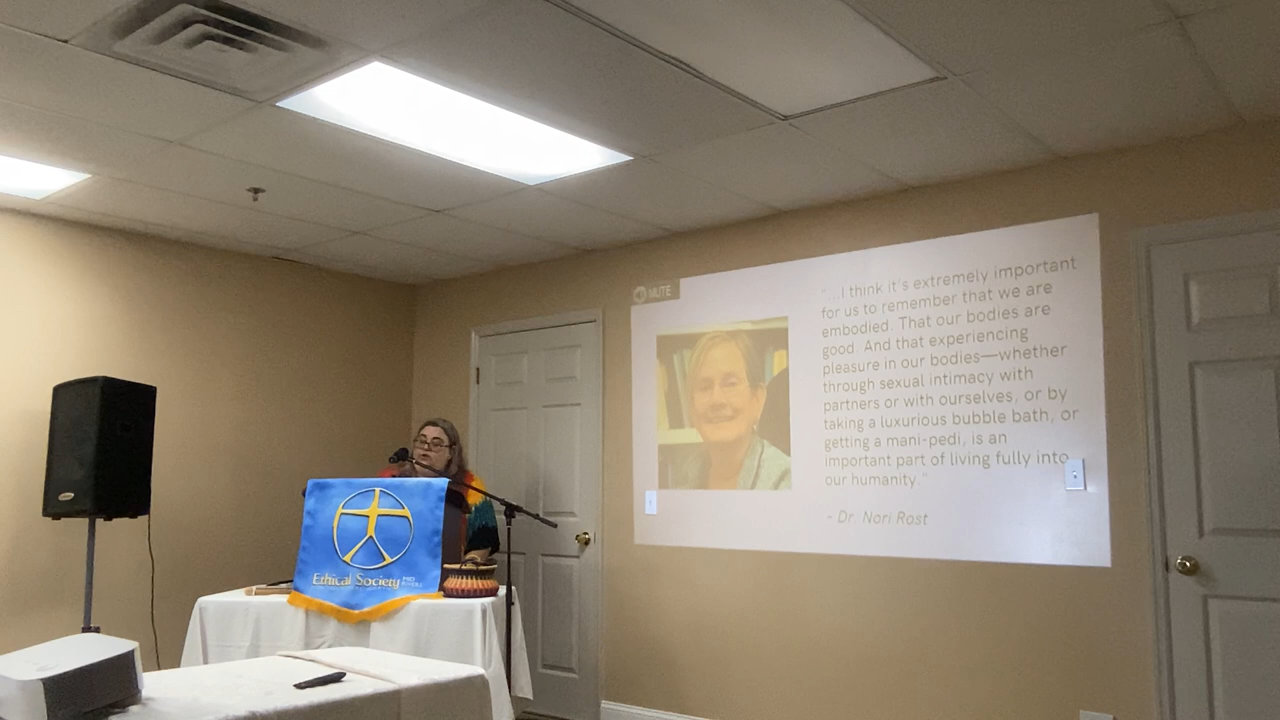 MUTE
"...I think it's extremely important
for us to remember that we are
embodied. That our bodies are
good. And that experiencing
pleasure in our bodies—whether
through sexual intimacy with
partners or with ourselves, or by
taking a luxurious bubble bath, or
getting a mani-pedi, is an
important part of living fully into
our humanity."
- Dr. Nori Rost
Ethical Society MID RIVERS